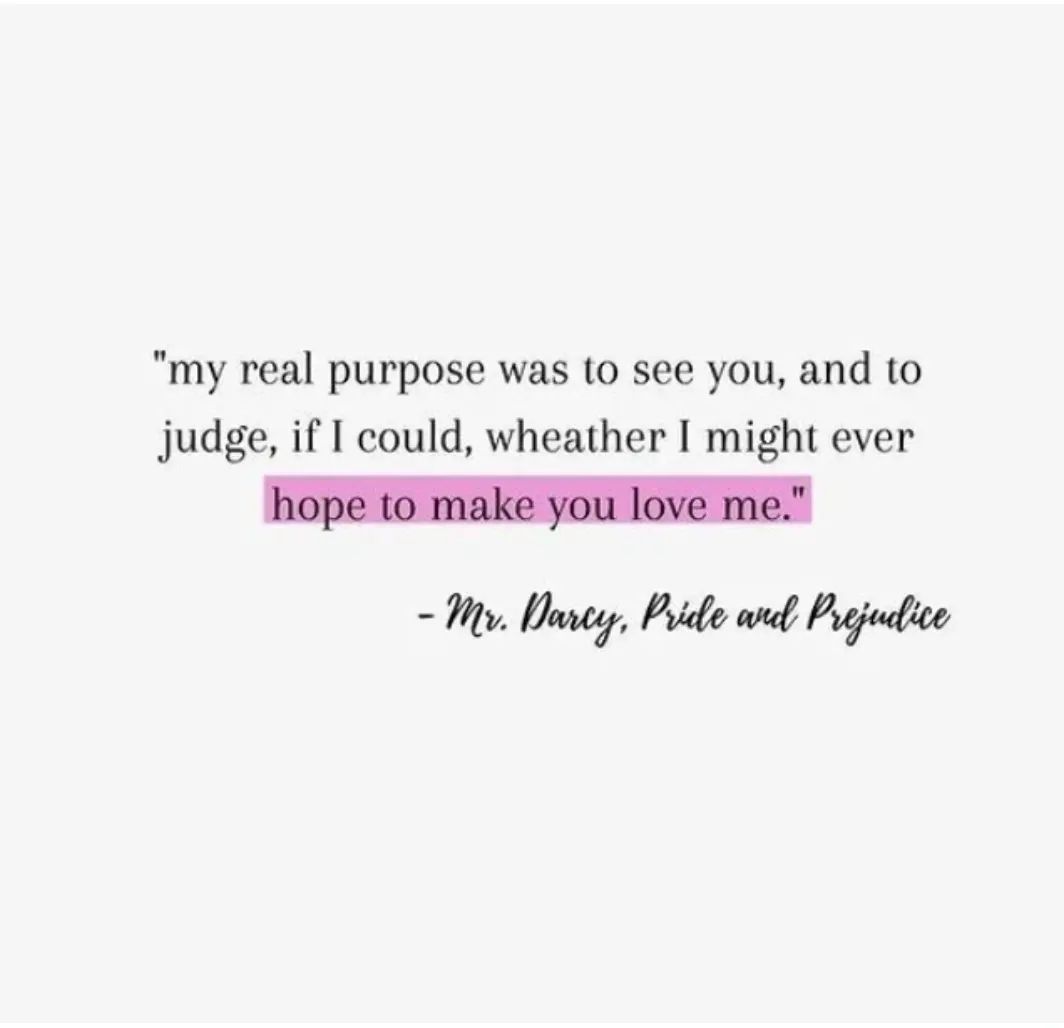 "my real purpose was to see you, and to
judge, if I could, wheather I might ever
hope to make you love me."
- Mr. Darcy, Pride and Prejudice